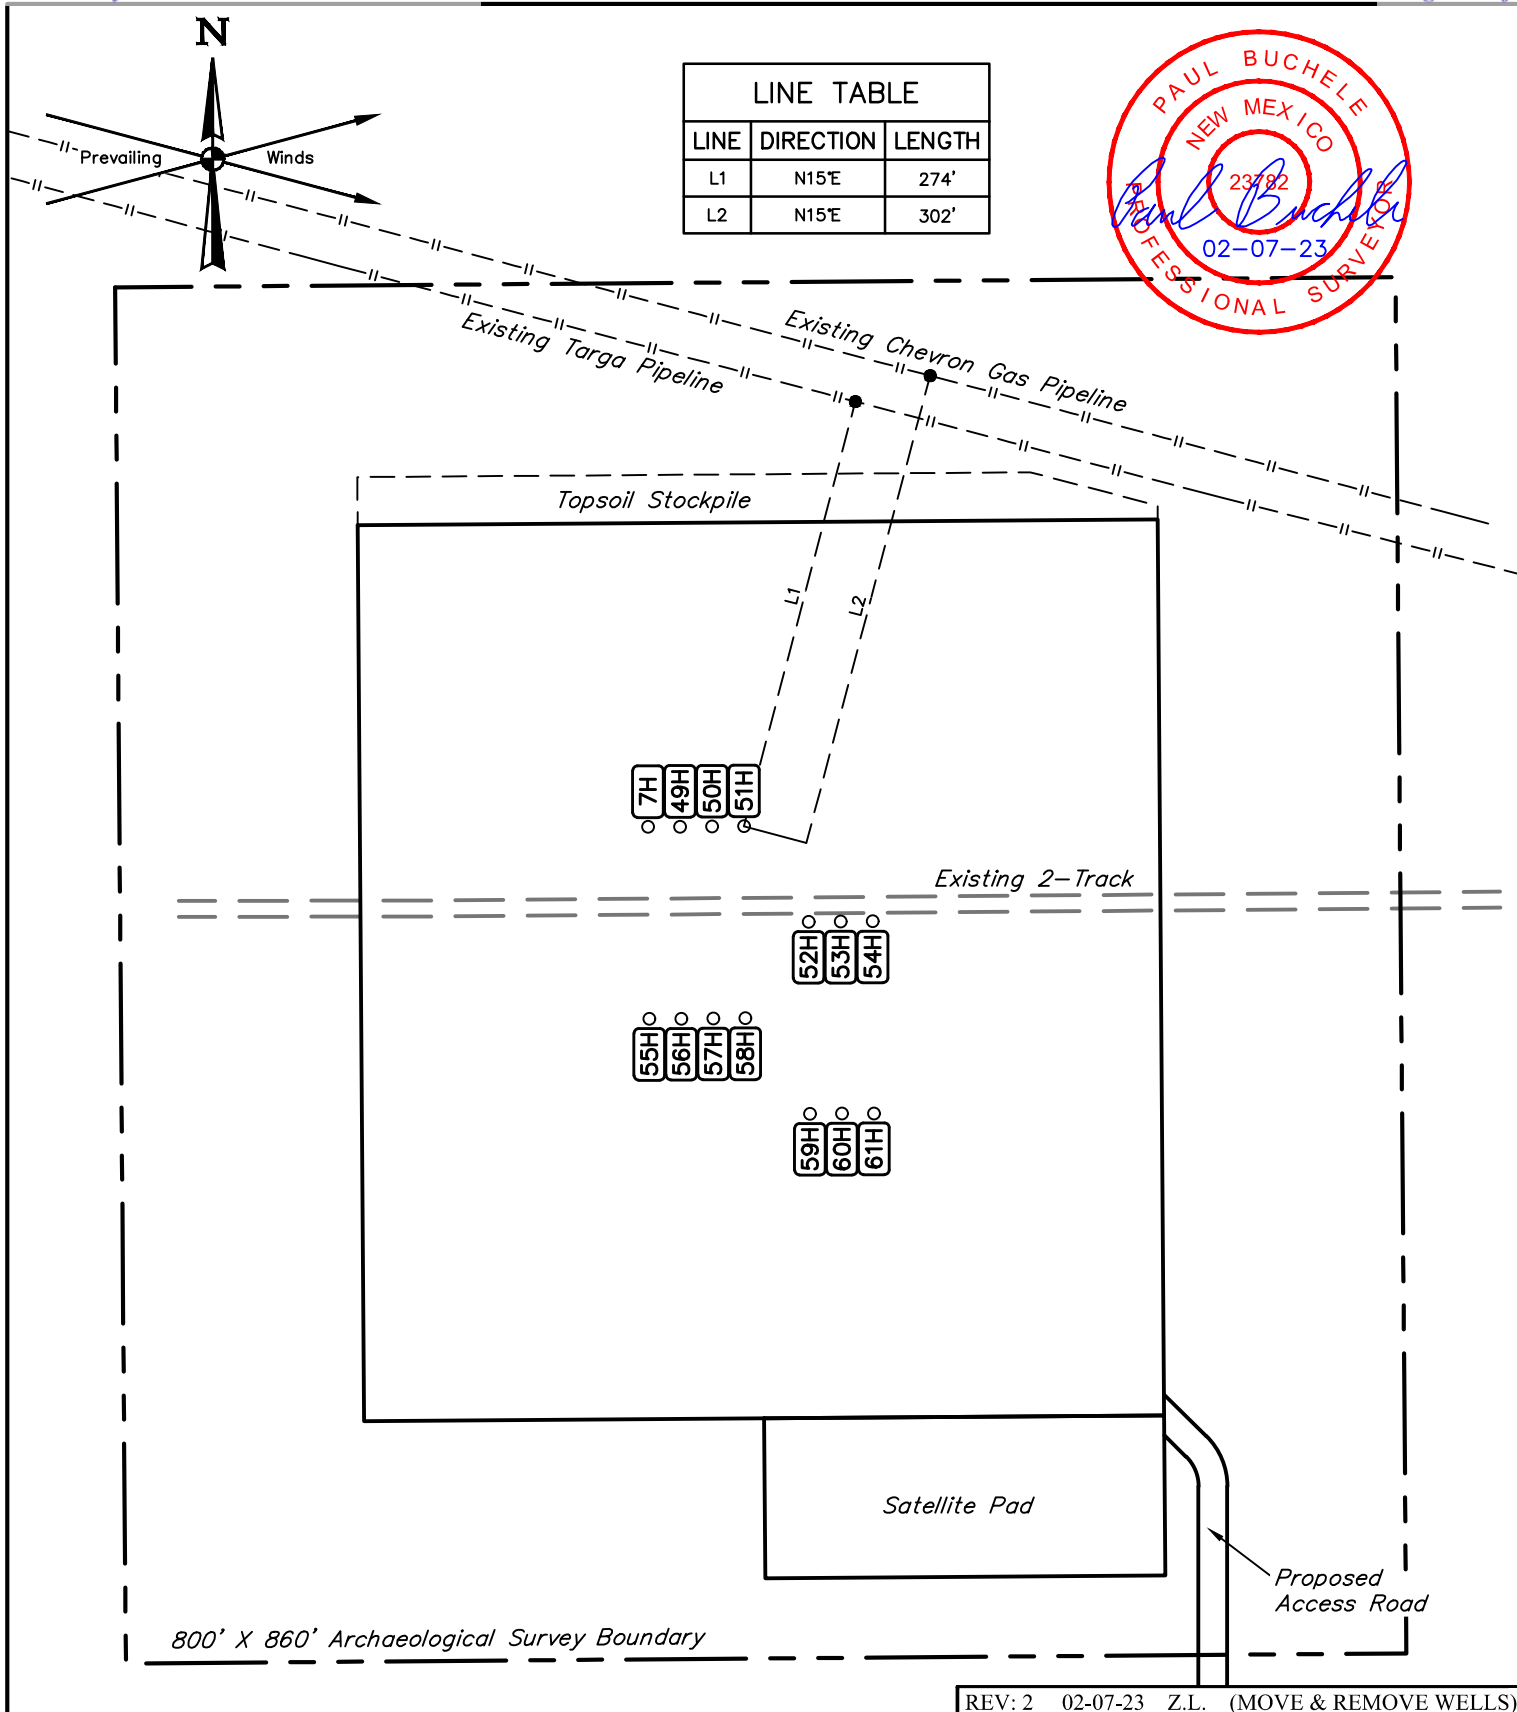 N
Prevailing Winds
LINE TABLE
LINE DIRECTION LENGTH
L1 N15°E 274'
L2 N15°E 302'
PAUL BUCHELE
NEW MEXICO
23782
PROFESSIONAL SURVEYOR
Paul Buchele
02-07-23
Existing Targa Pipeline
Existing Chevron Gas Pipeline
Topsoil Stockpile
L1
L2
7H
49H
50H
51H
Existing 2-Track
52H
53H
54H
55H
56H
57H
58H
59H
60H
61H
Satellite Pad
Proposed
Access Road
800' X 860' Archaeological Survey Boundary
REV: 2 02-07-23 Z.L. (MOVE & REMOVE WELLS)